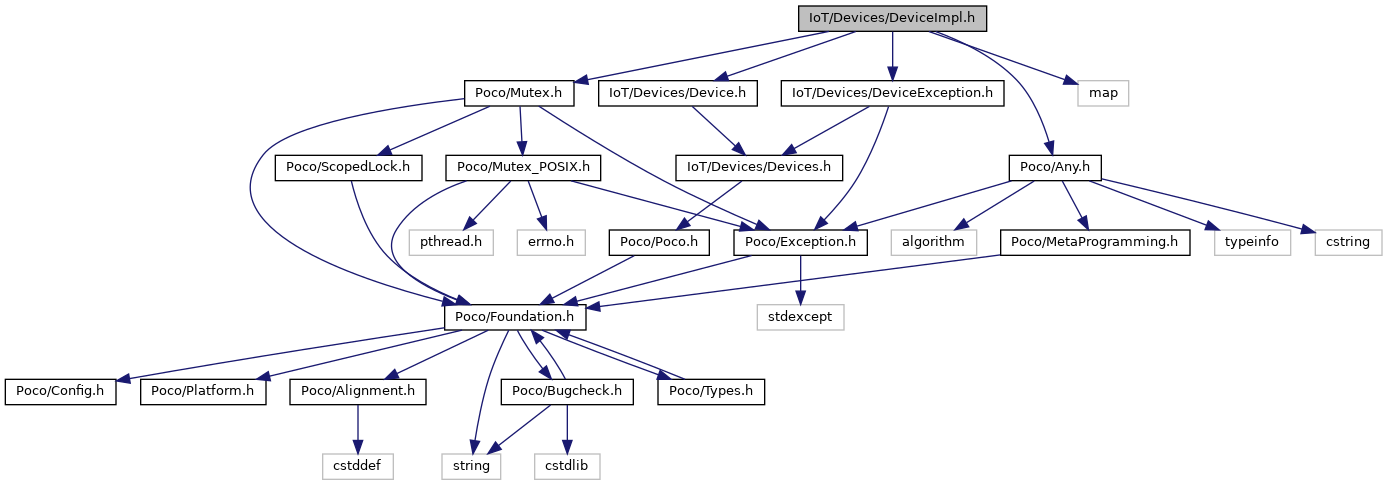 IoT/Devices/DeviceImpl.h
Poco/Mutex.h
IoT/Devices/Device.h
IoT/Devices/DeviceException.h
map
Poco/ScopedLock.h
Poco/Mutex_POSIX.h
IoT/Devices/Devices.h
Poco/Any.h
pthread.h
errno.h
Poco/Poco.h
Poco/Exception.h
algorithm
Poco/MetaProgramming.h
typeinfo
cstring
Poco/Foundation.h
stdexcept
Poco/Config.h
Poco/Platform.h
Poco/Alignment.h
Poco/Bugcheck.h
Poco/Types.h
cstddef
string
cstdlib